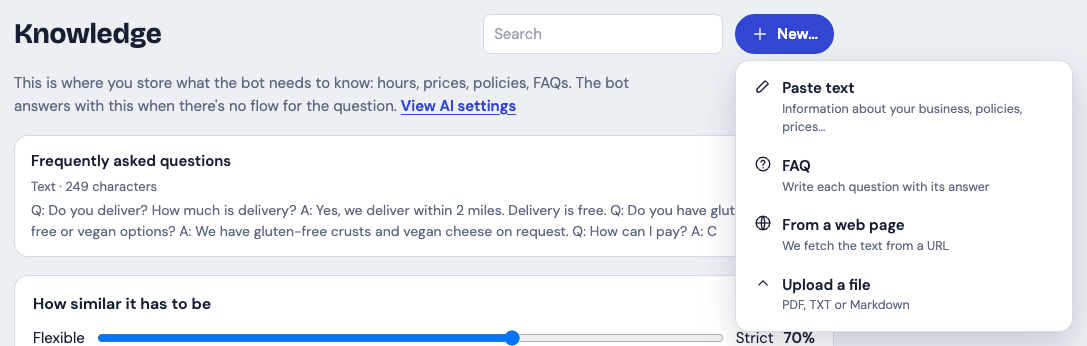 Knowledge
Search
New...
This is where you store what the bot needs to know: hours, prices, policies, FAQs. The bot
answers with this when there's no flow for the question. View AI settings
Frequently asked questions
Text · 249 characters
Q: Do you deliver? How much is delivery? A: Yes, we deliver within 2 miles. Delivery is free. Q: Do you have glut
free or vegan options? A: We have gluten-free crusts and vegan cheese on request. Q: How can I pay? A: C
How similar it has to be
Flexible
Strict 70%
Paste text
Information about your business, policies,
prices...
FAQ
Write each question with its answer
From a web page
We fetch the text from a URL
Upload a file
PDF, TXT or Markdown